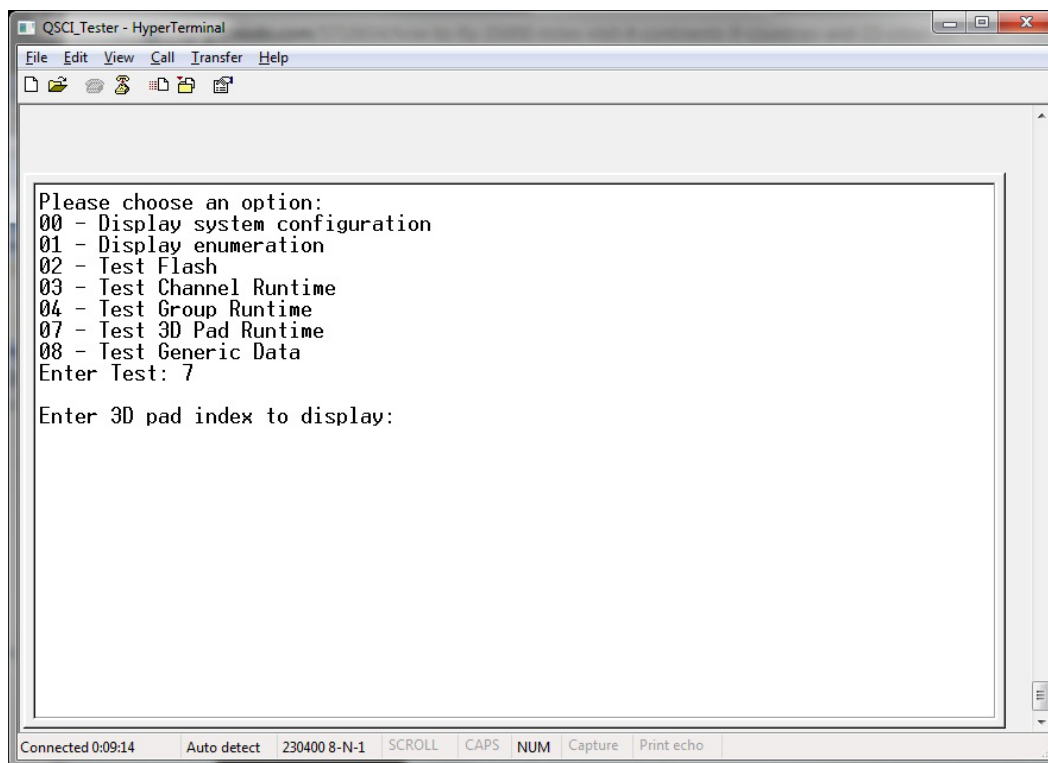 QSCI_Tester - HyperTerminal
File Edit View Call Transfer Help
Please choose an option:
00 - Display system configuration
01 - Display enumeration
02 - Test Flash
03 - Test Channel Runtime
04 - Test Group Runtime
07 - Test 3D Pad Runtime
08 - Test Generic Data
Enter Test: 7
Enter 3D pad index to display:
Connected 0:09:14 Auto detect 230400 8-N-1 SCROLL CAPS NUM Capture Print echo